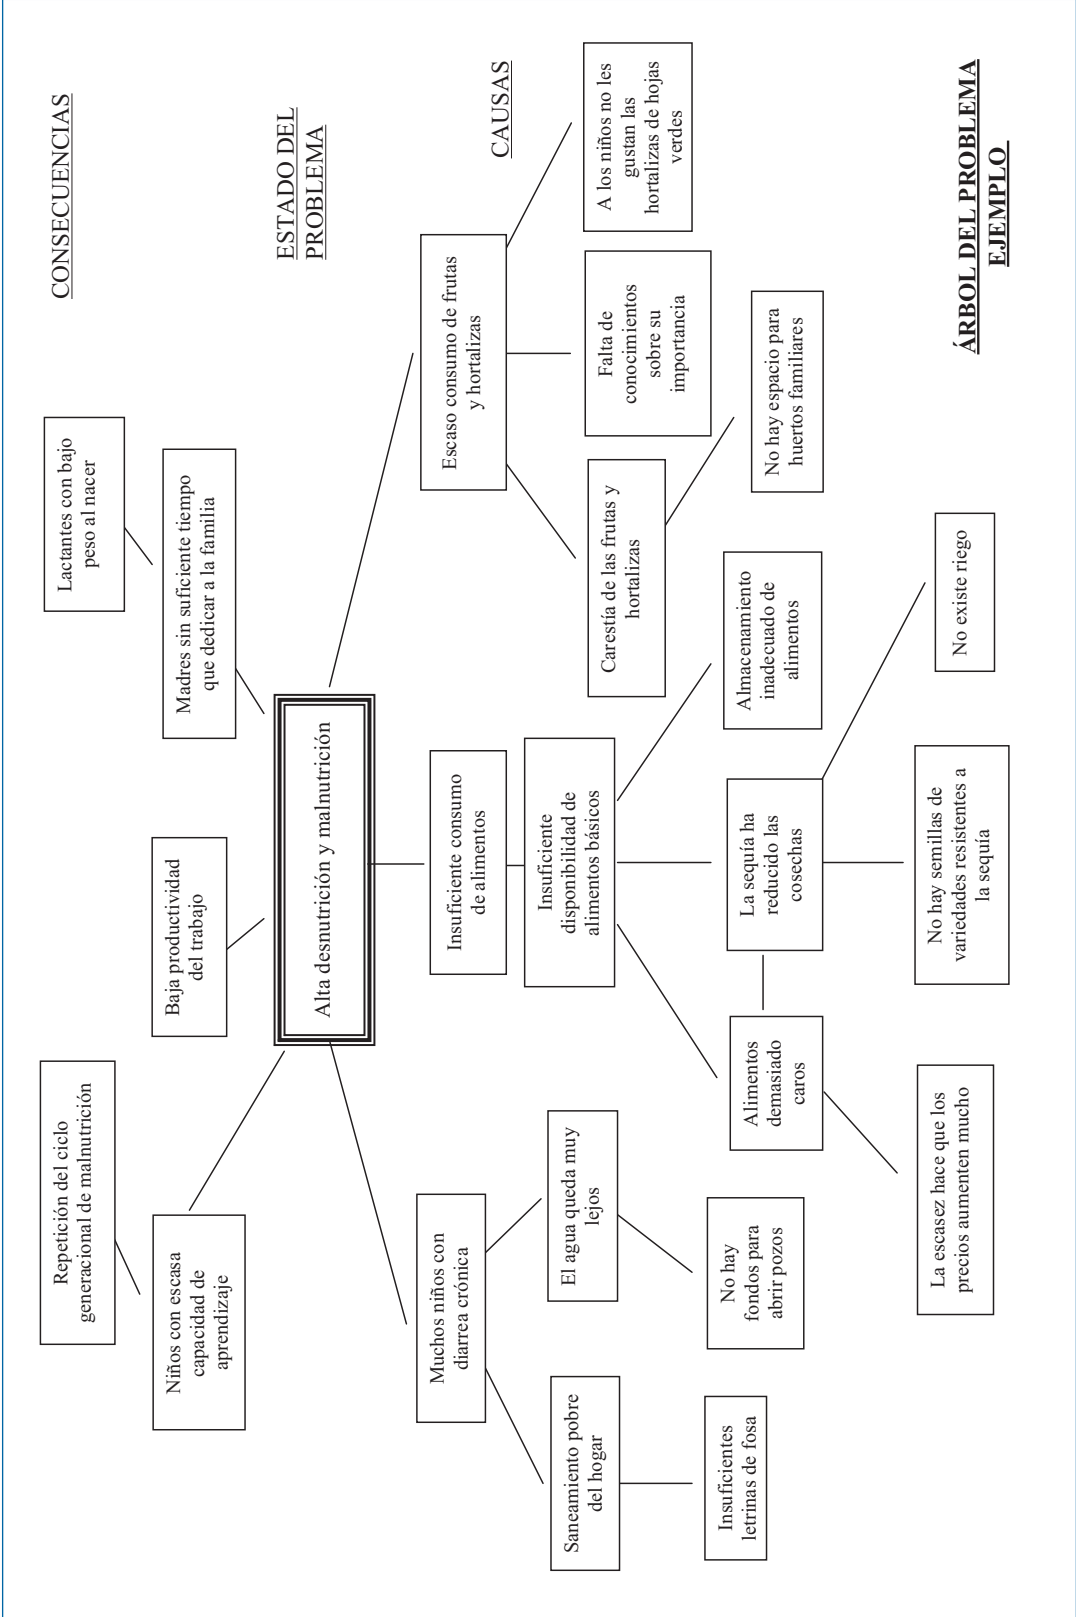 CONSECUENCIAS
Repetición del ciclo
generacional de malnutrición
Lactantes con bajo
peso al nacer
Niños con escasa
capacidad de
aprendizaje
Baja productividad
del trabajo
Madres sin suficiente tiempo
que dedicar a la familia
ESTADO DEL
PROBLEMA
Alta desnutrición y malnutrición
CAUSAS
Muchos niños con
diarrea crónica
Insuficiente consumo
de alimentos
Escaso consumo de frutas
y hortalizas
Saneamiento pobre
del hogar
El agua queda muy
lejos
Insuficiente
disponibilidad de
alimentos básicos
Carestía de las frutas y
hortalizas
Falta de
conocimientos
sobre su
importancia
A los niños no les
gustan las
hortalizas de hojas
verdes
Insuficientes
letrinas de fosa
No hay
fondos para
abrir pozos
Alimentos
demasiado
caros
La sequía ha
reducido las
cosechas
Almacenamiento
inadecuado de
alimentos
No hay espacio para
huertos familiares
La escasez hace que los
precios aumenten mucho
No hay semillas de
variedades resistentes a
la sequía
No existe riego
ÁRBOL DEL PROBLEMA
EJEMPLO